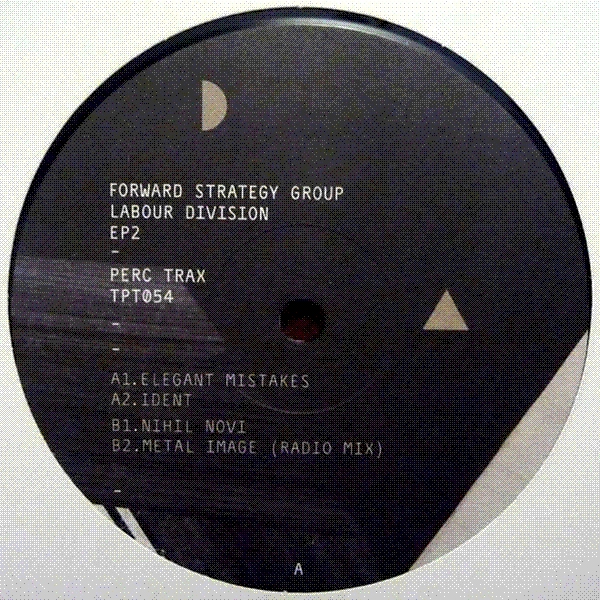 FORWARD STRATEGY GROUP
LABOUR DIVISION
EP2
–
PERC TRAX
TPT054
–
–
A1.ELEGANT MISTAKES
A2.IDENT
B1.NIHIL NOVI
B2.METAL IMAGE (RADIO MIX)
–
A